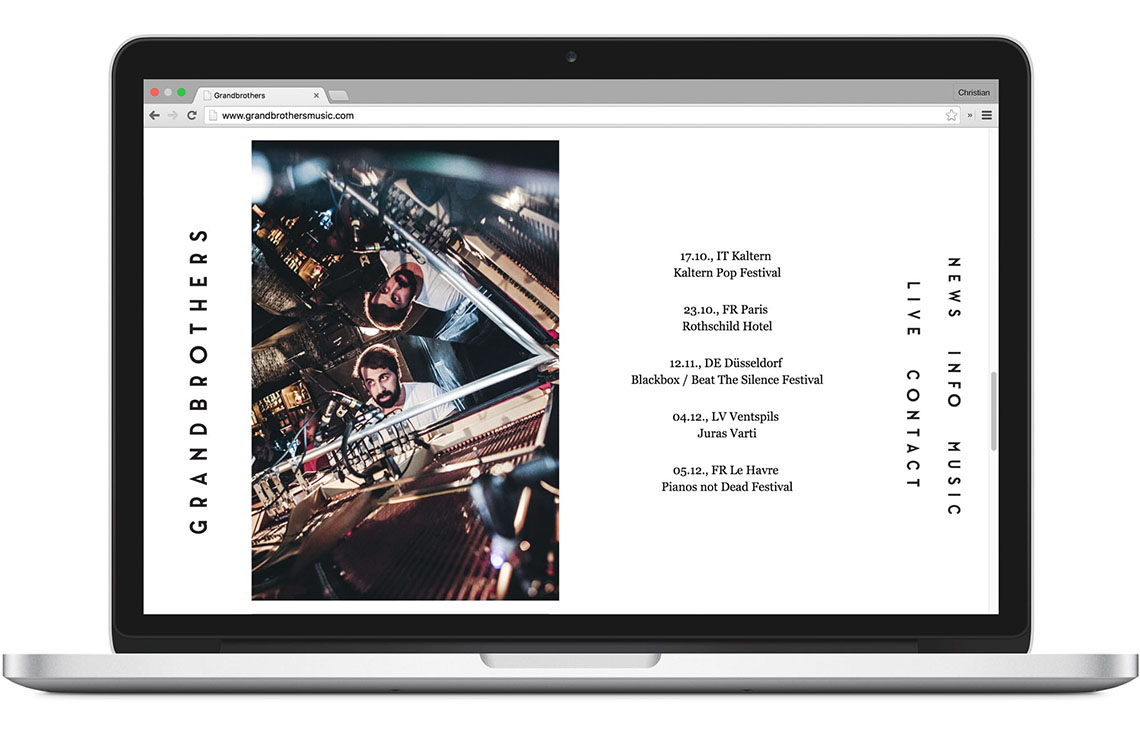 Grandbrothers
Christian
www.grandbrothersmusic.com
GRANDBROTHERS
17.10., IT Kaltern
Kaltern Pop Festival
23.10., FR Paris
Rothschild Hotel
12.11., DE Düsseldorf
Blackbox / Beat The Silence Festival
04.12., LV Ventspils
Juras Varti
05.12., FR Le Havre
Pianos not Dead Festival
NEWS INFO MUSIC
LIVE CONTACT